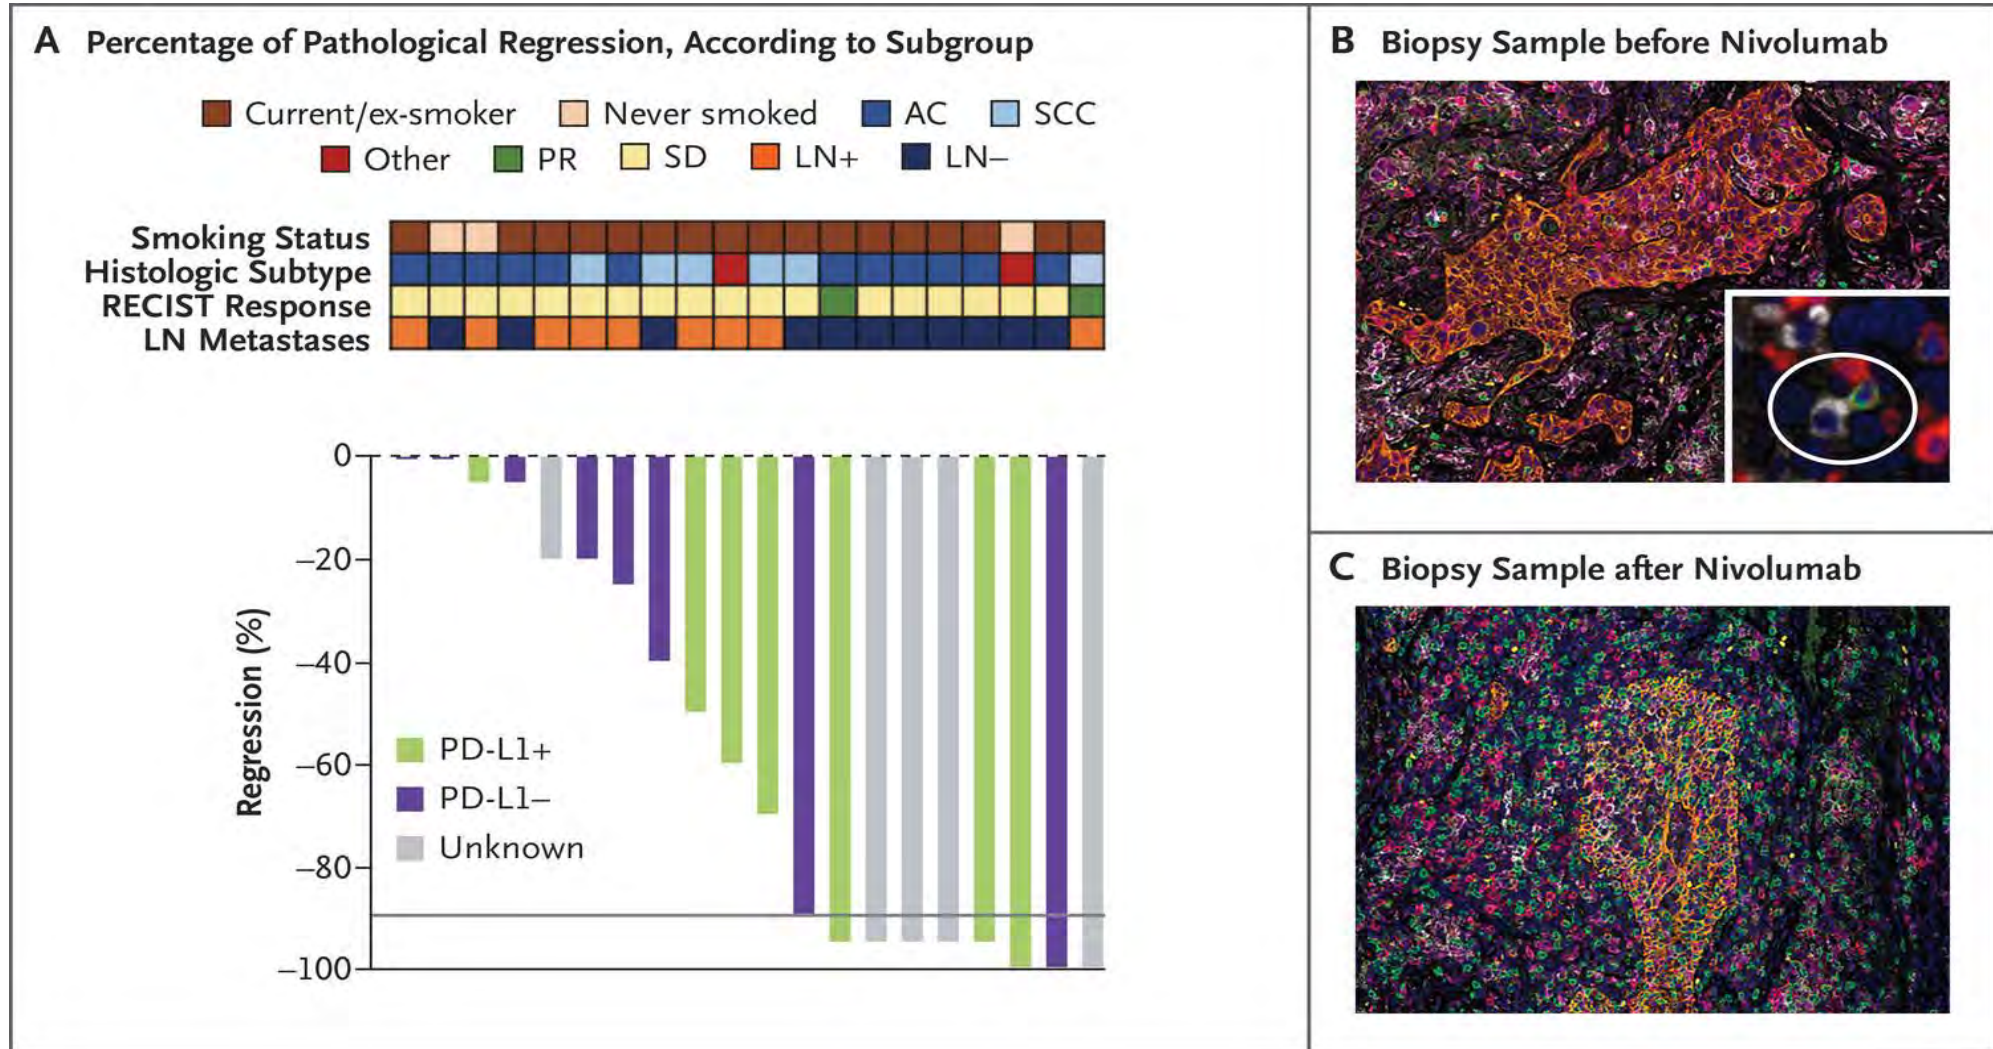 A Percentage of Pathological Regression, According to Subgroup
Current/ex-smoker Never smoked AC SCC
Other PR SD LN+ LN–
Smoking Status
Histologic Subtype
RECIST Response
LN Metastases
Regression (%)
0
–20
–40
–60
–80
–100
PD-L1+
PD-L1–
Unknown
B Biopsy Sample before Nivolumab
C Biopsy Sample after Nivolumab